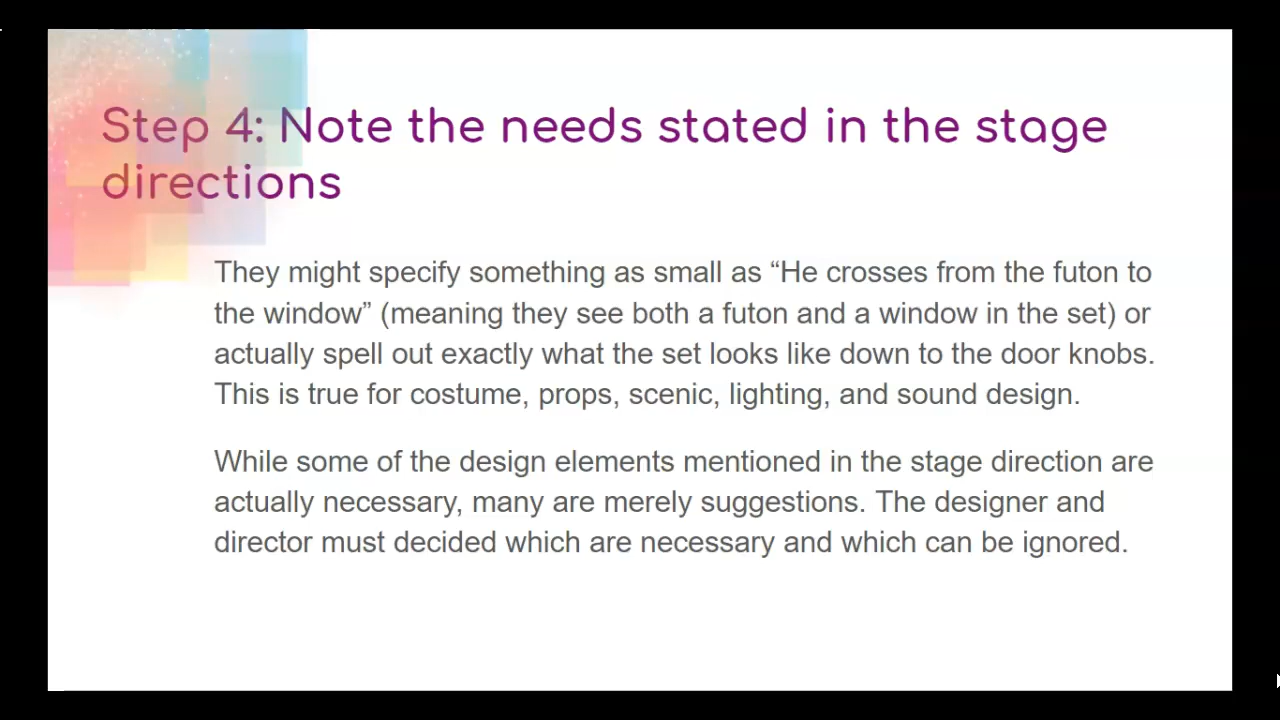 Step 4: Note the needs stated in the stage
directions
They might specify something as small as “He crosses from the futon to
the window” (meaning they see both a futon and a window in the set) or
actually spell out exactly what the set looks like down to the door knobs.
This is true for costume, props, scenic, lighting, and sound design.
While some of the design elements mentioned in the stage direction are
actually necessary, many are merely suggestions. The designer and
director must decided which are necessary and which can be ignored.